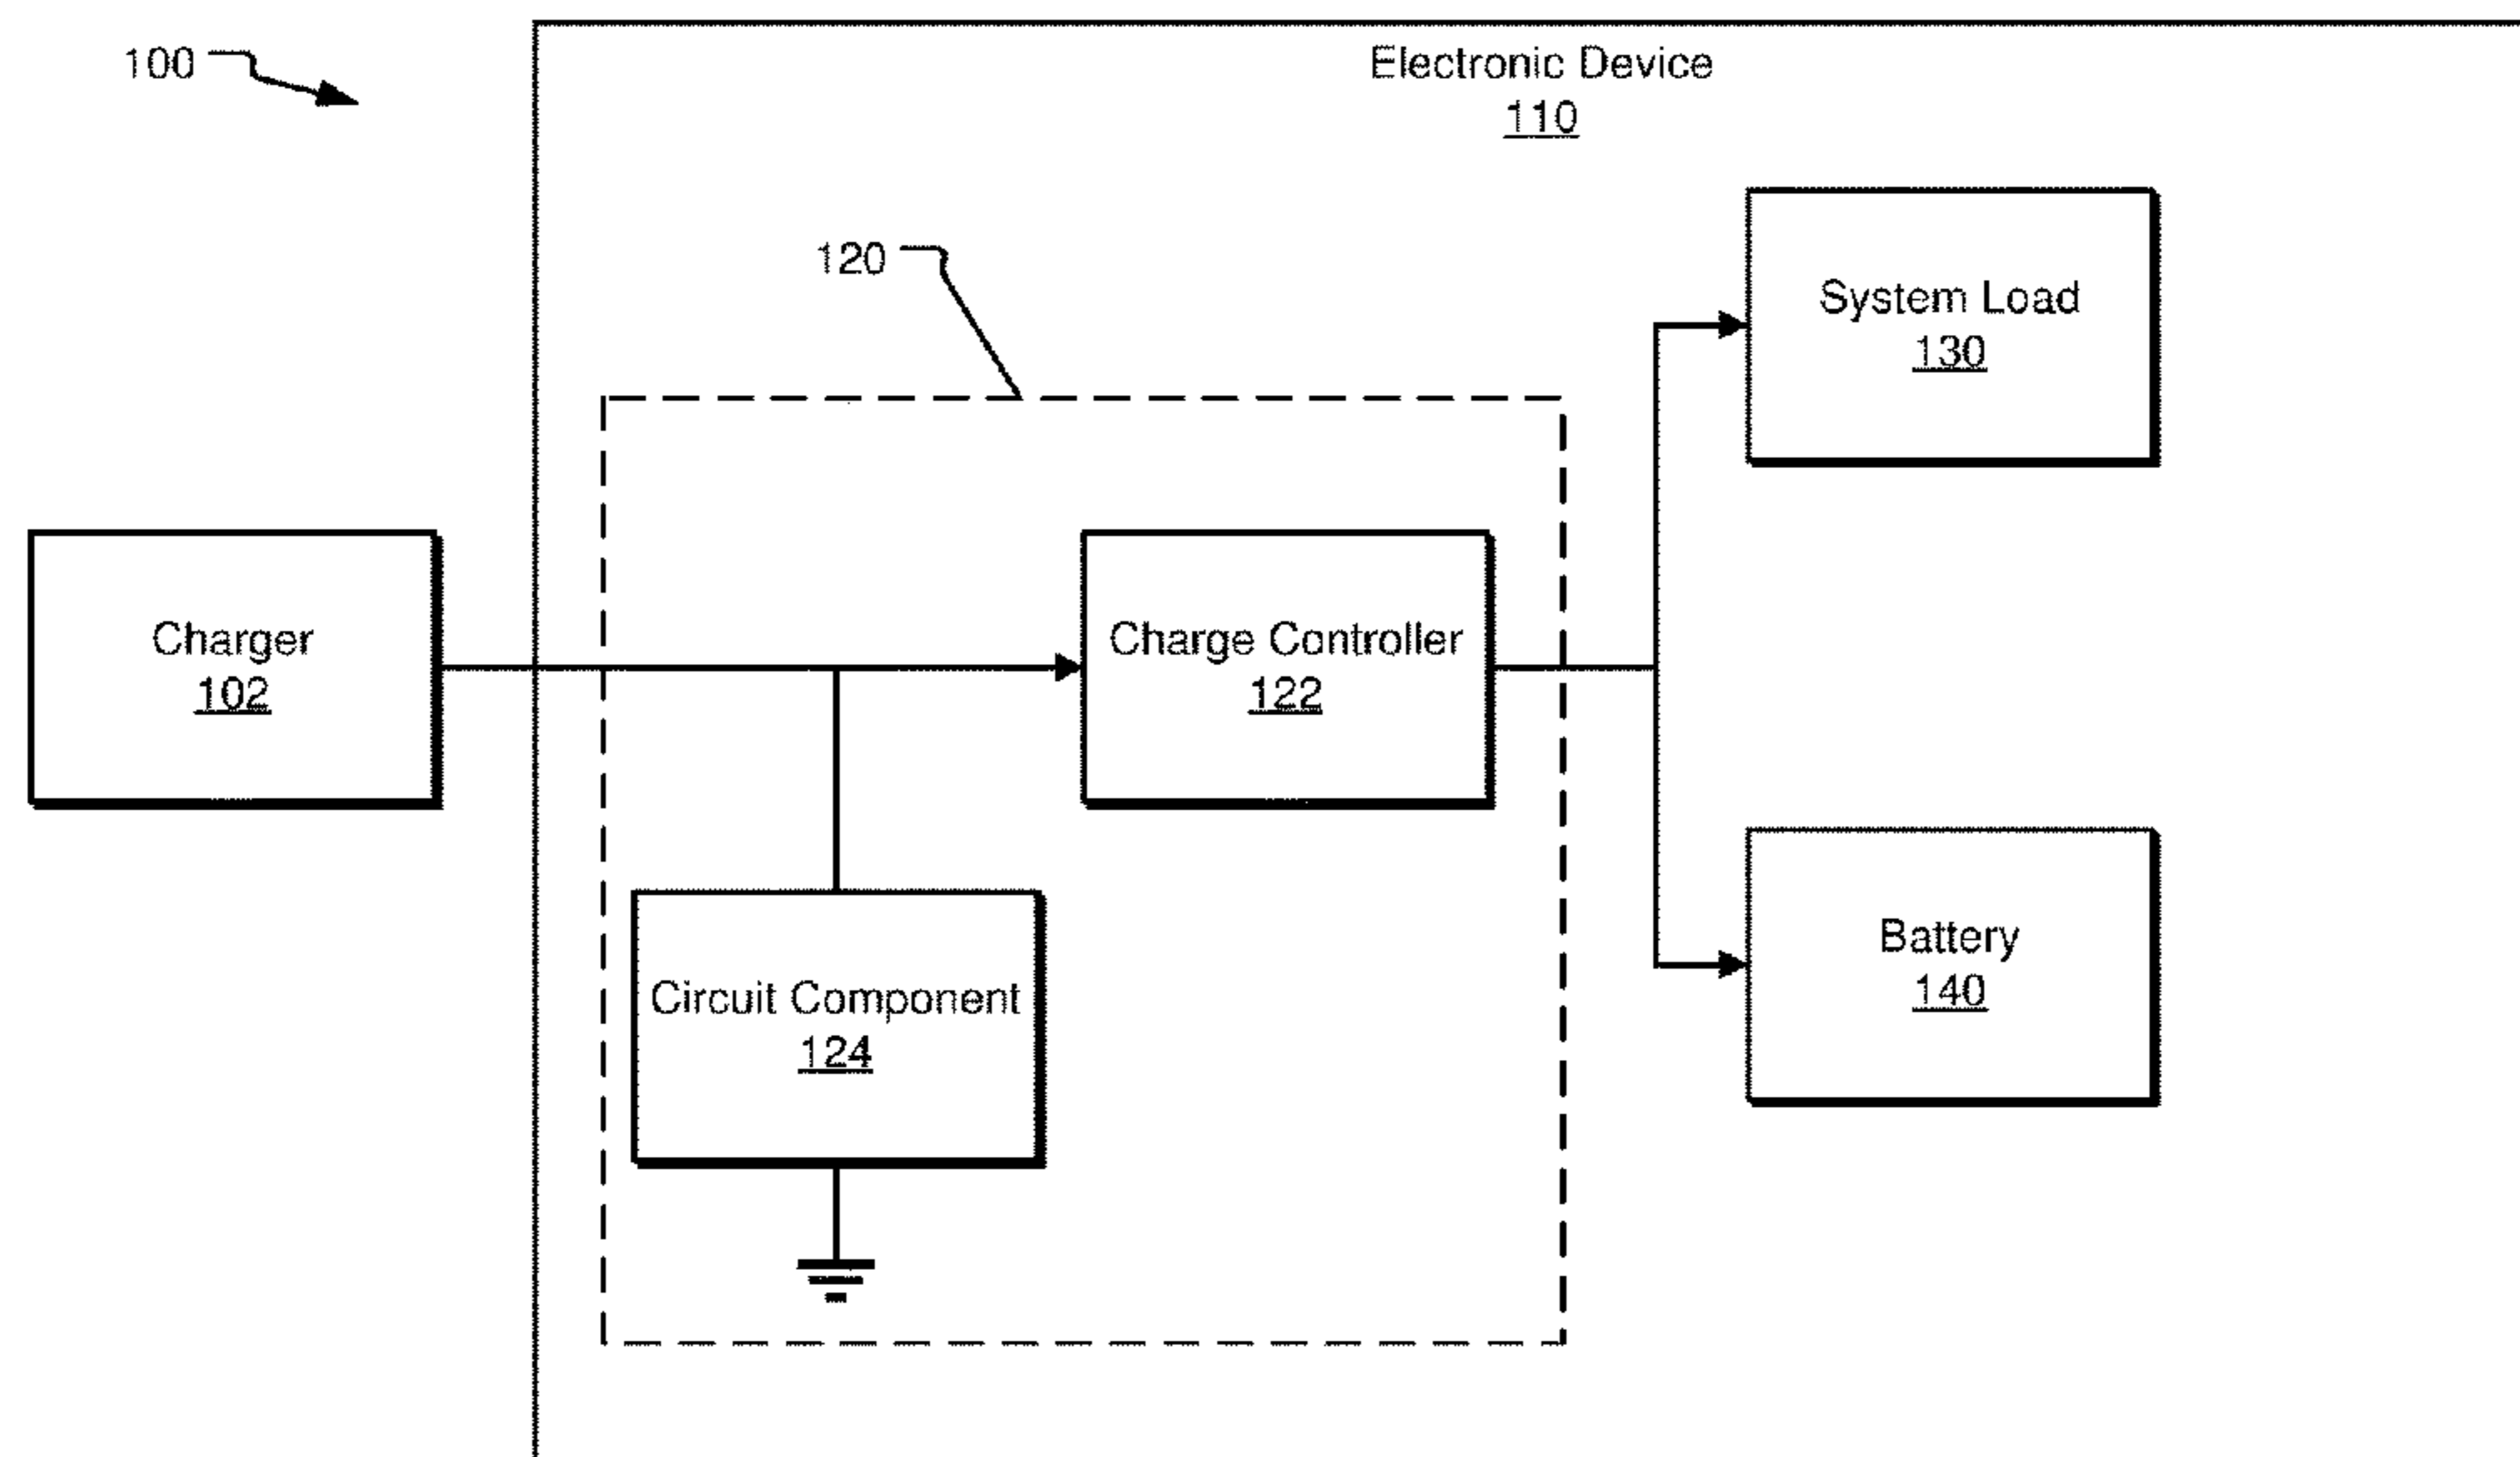 100
Electronic Device
110
120
System Load
130
Charger
102
Charge Controller
122
Battery
140
Circuit Component
124